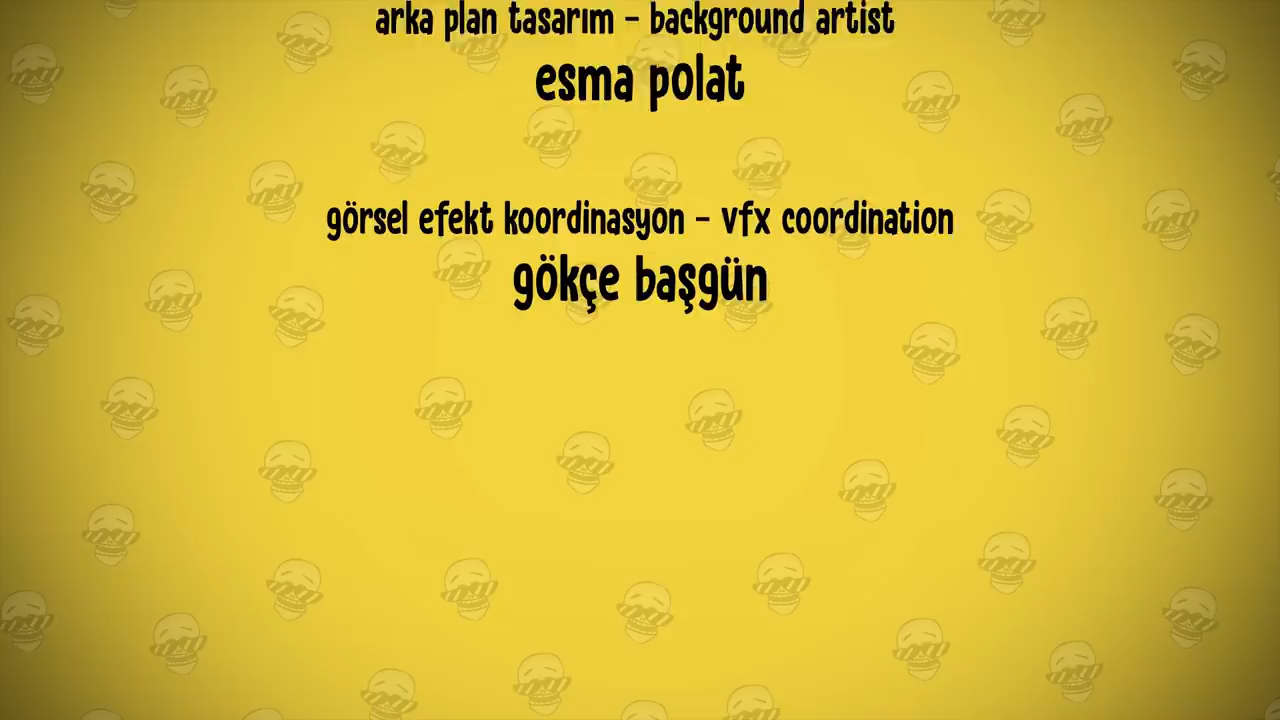 arka plan tasarım - background artist
esma polat
görsel efekt koordinasyon - vfx coordination
gökçe başgün